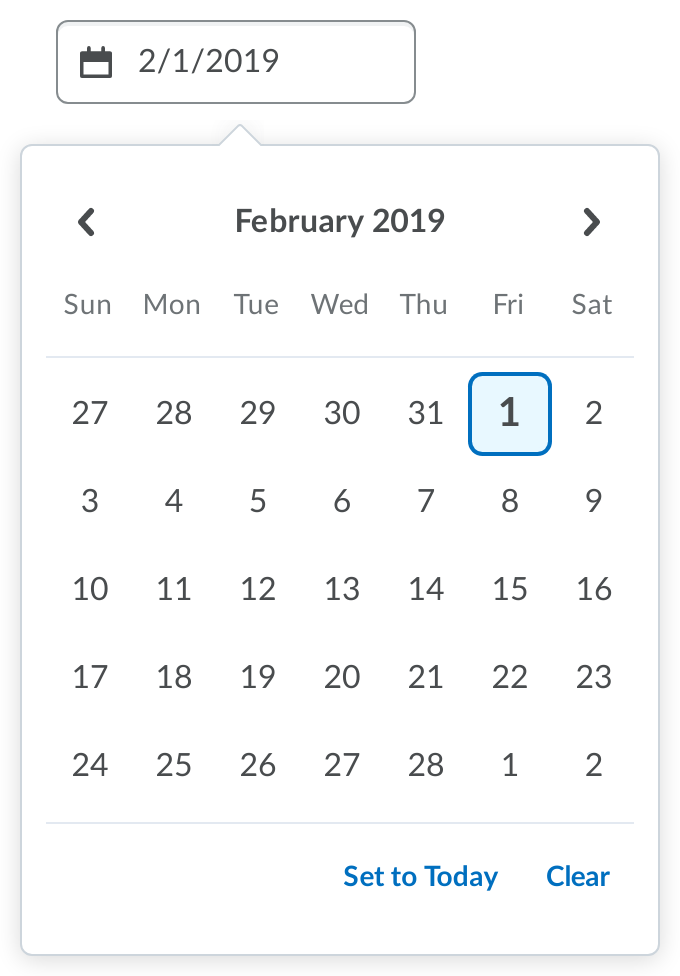 2/1/2019
February 2019
Sun Mon Tue Wed Thu Fri Sat
27 28 29 30 31 1 2
3 4 5 6 7 8 9
10 11 12 13 14 15 16
17 18 19 20 21 22 23
24 25 26 27 28 1 2
Set to Today Clear